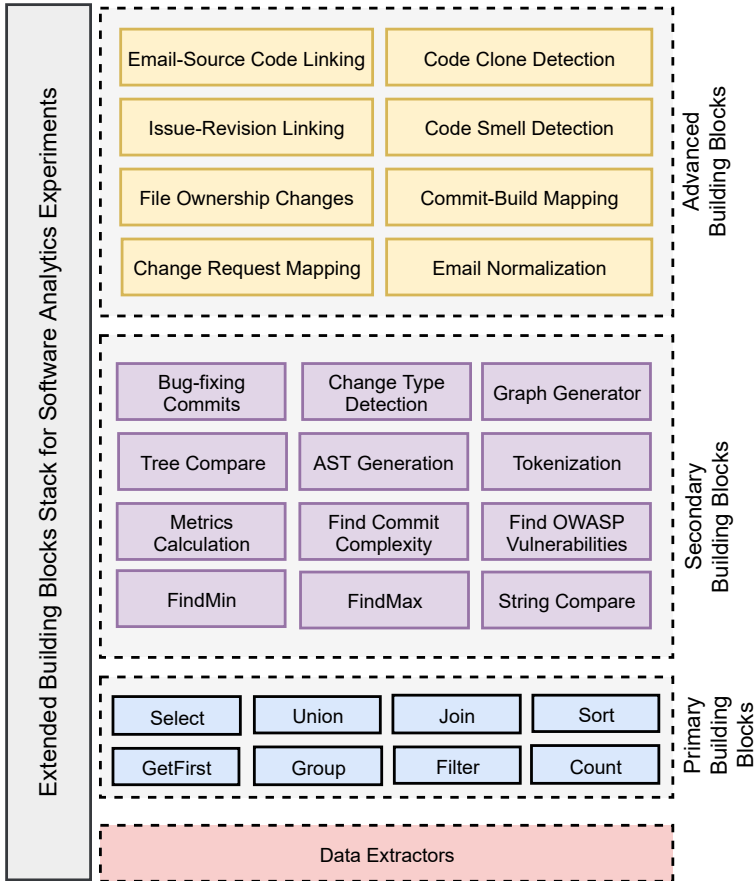 Extended Building Blocks Stack for Software Analytics Experiments
Email-Source Code Linking
Code Clone Detection
Issue-Revision Linking
Code Smell Detection
File Ownership Changes
Commit-Build Mapping
Change Request Mapping
Email Normalization
Advanced
Building Blocks
Bug-fixing
Commits
Change Type
Detection
Graph Generator
Tree Compare
AST Generation
Tokenization
Metrics
Calculation
Find Commit
Complexity
Find OWASP
Vulnerabilities
FindMin
FindMax
String Compare
Secondary
Building Blocks
Select
Union
Join
Sort
GetFirst
Group
Filter
Count
Primary
Building
Blocks
Data Extractors